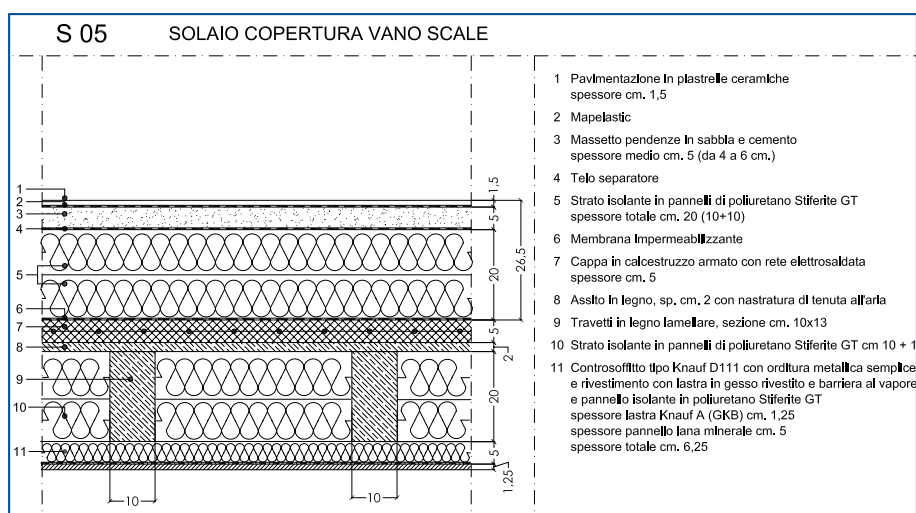 S 05 SOLAIO COPERTURA VANO SCALE
1 Pavimentazione in piastrelle ceramiche
spessore cm. 1,5
2 Mapelastic
3 Massetto pendenze in sabbia e cemento
spessore medio cm. 5 (da 4 a 6 cm.)
4 Telo separatore
5 Strato isolante in pannelli di poliuretano Stiferite GT
spessore totale cm. 20 (10+10)
6 Membrana impermeabilizzante
7 Cappa in calcestruzzo armato con rete elettrosaldata
spessore cm. 5
8 Assito in legno, sp. cm. 2 con nastratura di tenuta all'aria
9 Travetti in legno lamellare, sezione cm. 10x13
10 Strato isolante in pannelli di poliuretano Stiferite GT cm 10 + 1
11 Controsoffitto tipo Knauf D111 con orditura metallica semplice
e rivestimento con lastra in gesso rivestito e barriera al vapore
e pannello isolante in poliuretano Stiferite GT
spessore lastra Knauf A (GKB) cm. 1,25
spessore pannello lana minerale cm. 5
spessore totale cm. 6,25
1
2
3
4
5
6
7
8
9
10
11
1,5
5
20
26,5
5
2
20
5
1,25
10
10